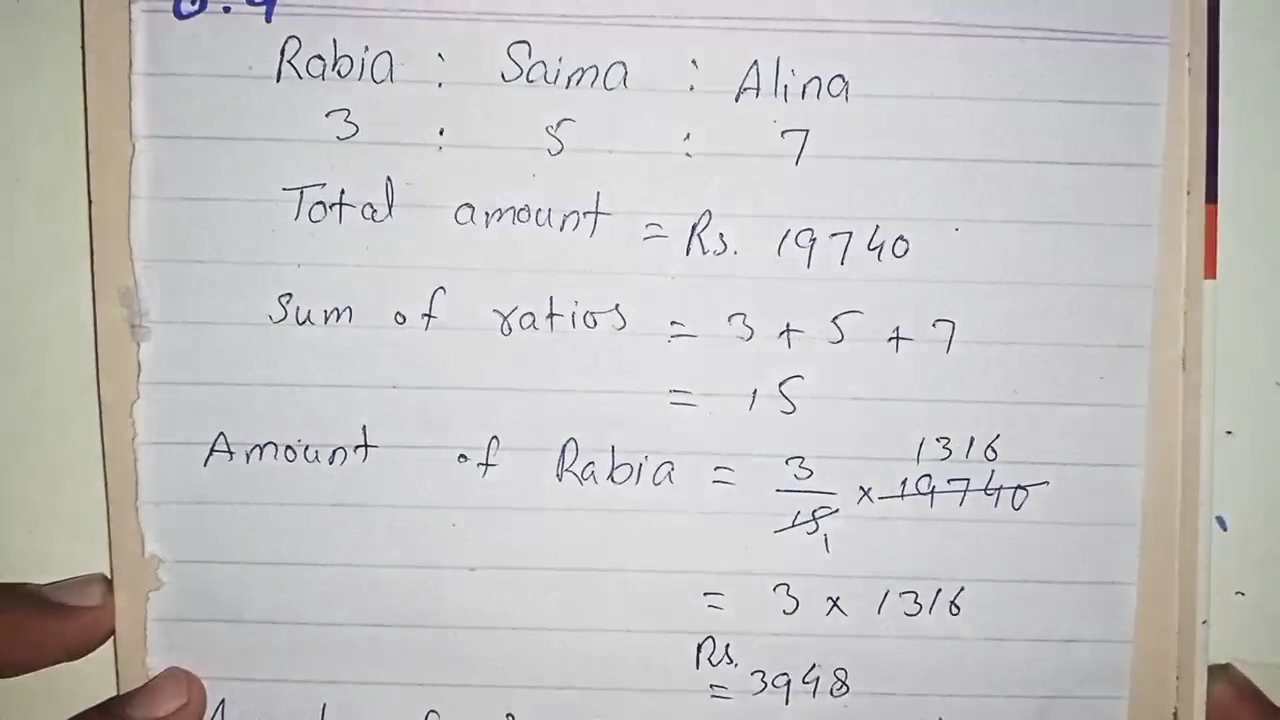 Rabia : Saima : Alina
3 : 5 : 7
Total amount = Rs. 19740
Sum of ratios = 3 + 5 + 7
= 15
1316
Amount of Rabia = 3/15 × 19740
1
= 3 × 1316
Rs.
= 3948